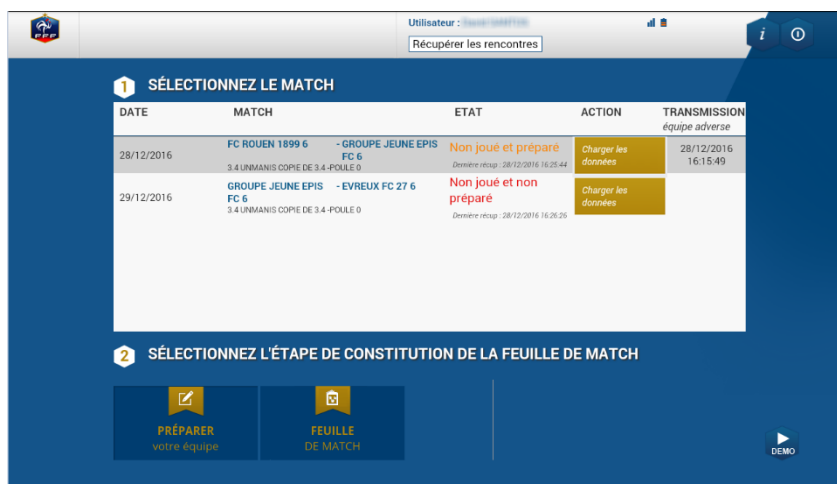 FFF
Utilisateur :
Récupérer les rencontres
i
1 SÉLECTIONNEZ LE MATCH
DATE MATCH ETAT ACTION TRANSMISSION
équipe adverse
28/12/2016 FC ROUEN 1899 6 - GROUPE JEUNE EPIS FC 6 Non joué et préparé Charger les données 28/12/2016 16:15:49
3.4 UNMANIS COPIE DE 3.4 -POULE 0 Dernière récup : 28/12/2016 16:25:44
29/12/2016 GROUPE JEUNE EPIS FC 6 - EVREUX FC 27 6 Non joué et non préparé Charger les données
3.4 UNMANIS COPIE DE 3.4 -POULE 0 Dernière récup : 28/12/2016 16:26:26
2 SÉLECTIONNEZ L'ÉTAPE DE CONSTITUTION DE LA FEUILLE DE MATCH
PRÉPARER
votre équipe
FEUILLE
DE MATCH
DEMO